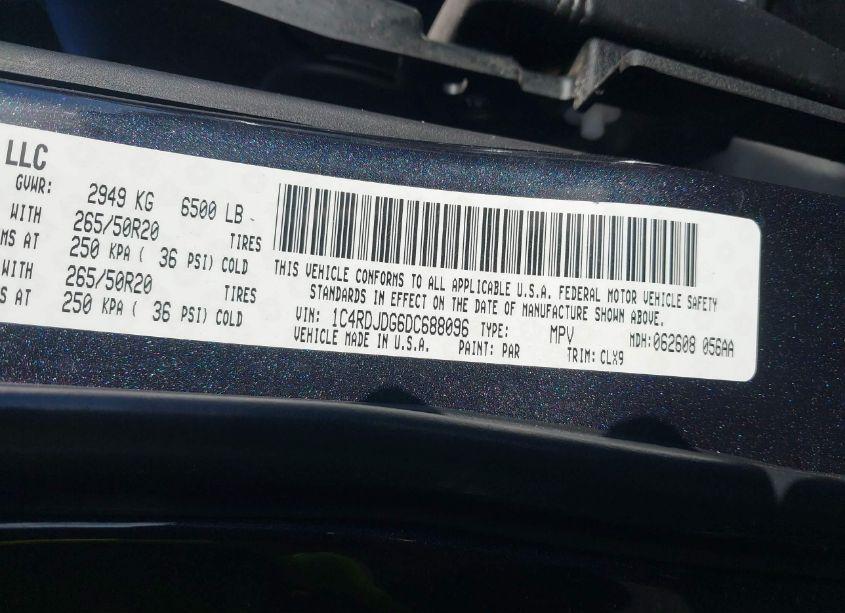 LLC
GVWR: 2949 KG 6500 LB
WITH 265/50R20 TIRES
MS AT 250 KPA ( 36 PSI) COLD
WITH 265/50R20 TIRES
S AT 250 KPA ( 36 PSI) COLD
THIS VEHICLE CONFORMS TO ALL APPLICABLE U.S.A. FEDERAL MOTOR VEHICLE SAFETY
STANDARDS IN EFFECT ON THE DATE OF MANUFACTURE SHOWN ABOVE.
VIN: 1C4RDJDG6DC688096 TYPE: MPV MDH:062608 056AA
VEHICLE MADE IN U.S.A. PAINT: PAR TRIM: CLX9